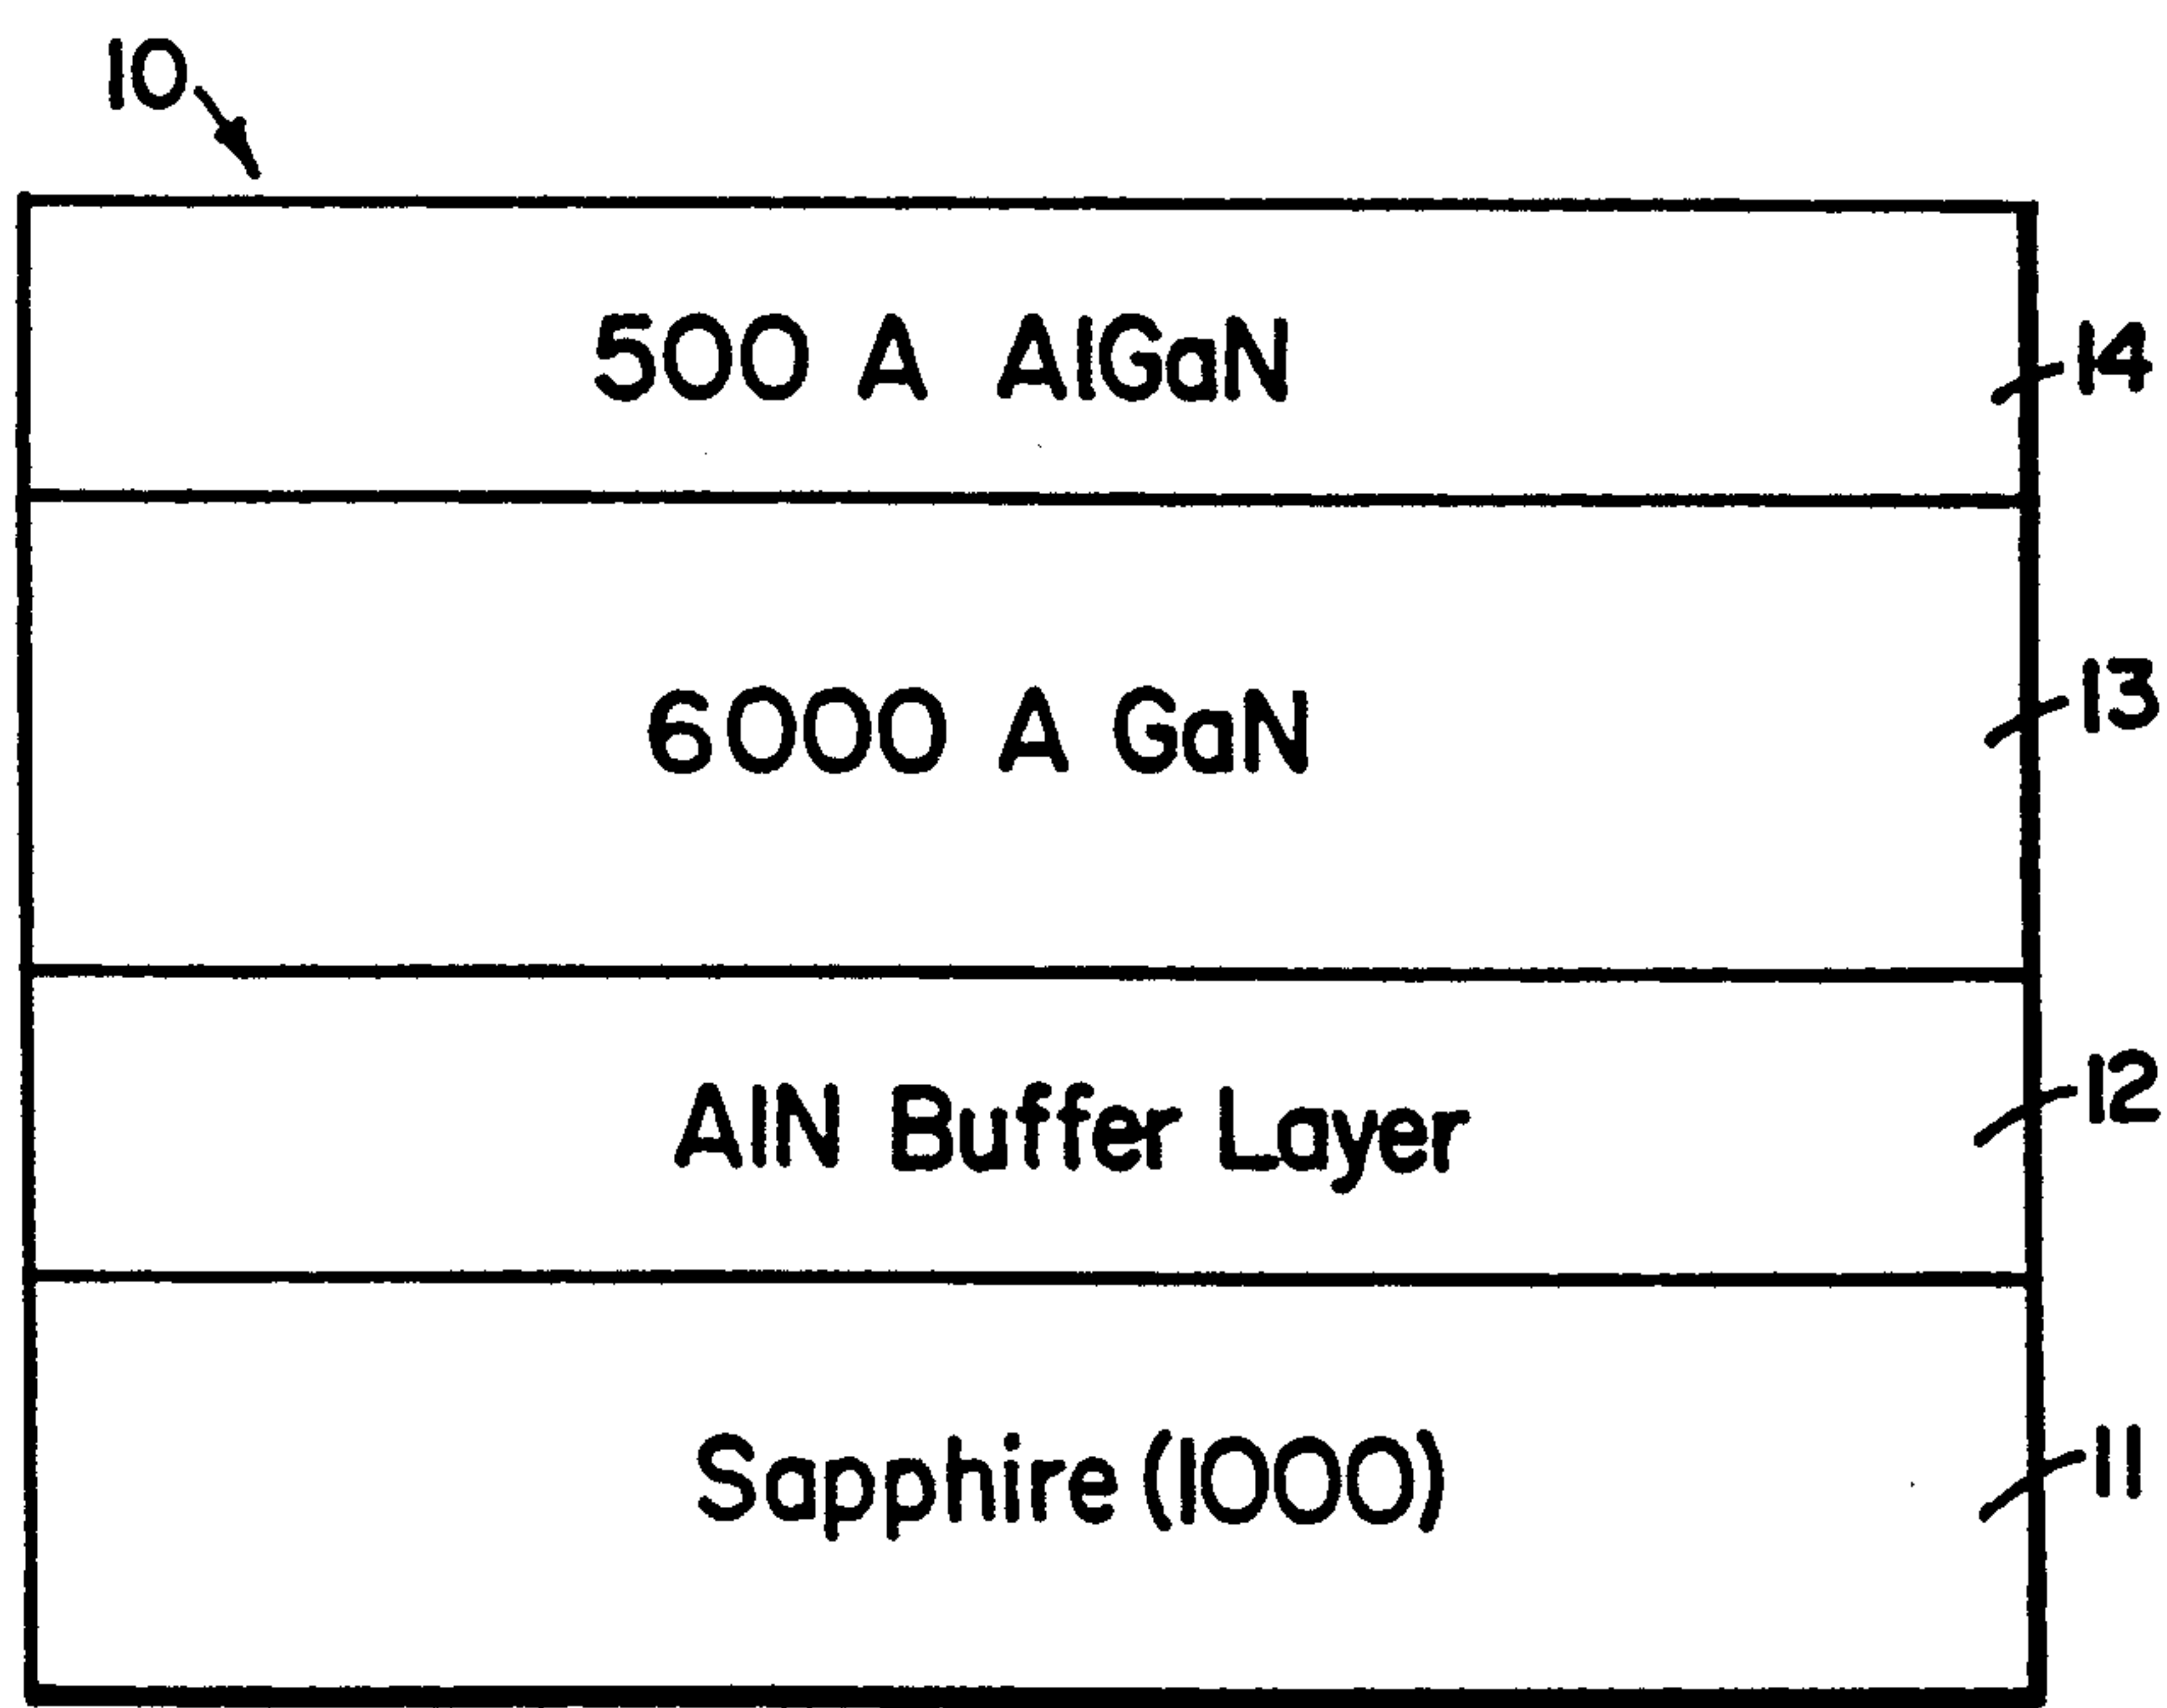 10
500 A AlGaN
14
6000 A GaN
13
AlN Buffer Layer
12
Sapphire (1000)
11